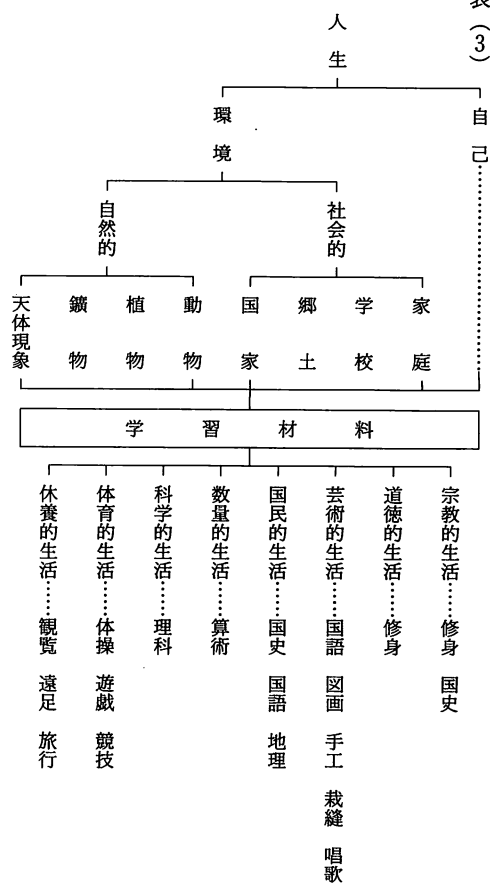 表（3）
人生
自己
環境
社会的
自然的
家庭
学校
郷土
国家
動物
植物
鑛物
天体現象
学習材料
宗教的生活……修身 国史
道徳的生活……修身
芸術的生活……国語 図画 手工 裁縫 唱歌
国民的生活……国史 国語 地理
数量的生活……算術
科学的生活……理科
体育的生活……体操 遊戯 競技
休養的生活……観覧 遠足 旅行